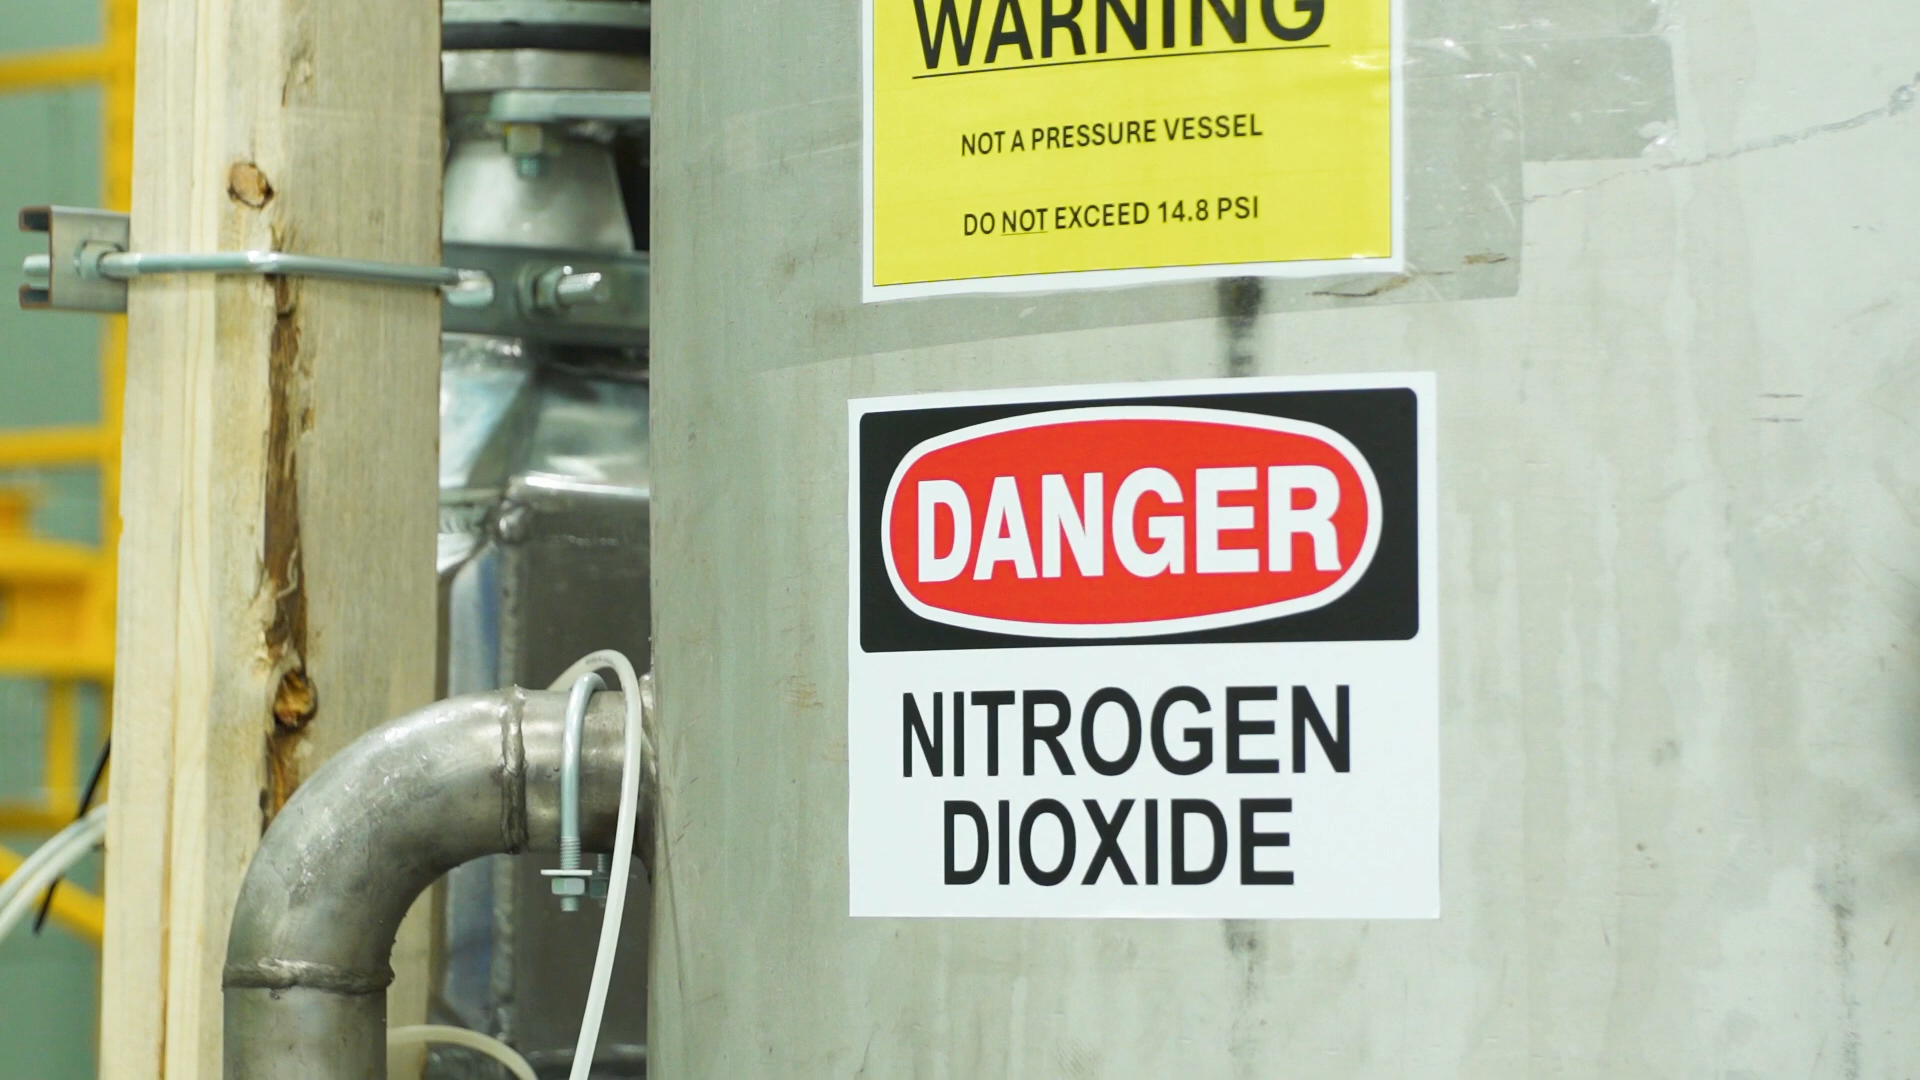 WARNING
NOT A PRESSURE VESSEL
DO NOT EXCEED 14.8 PSI
DANGER
NITROGEN
DIOXIDE